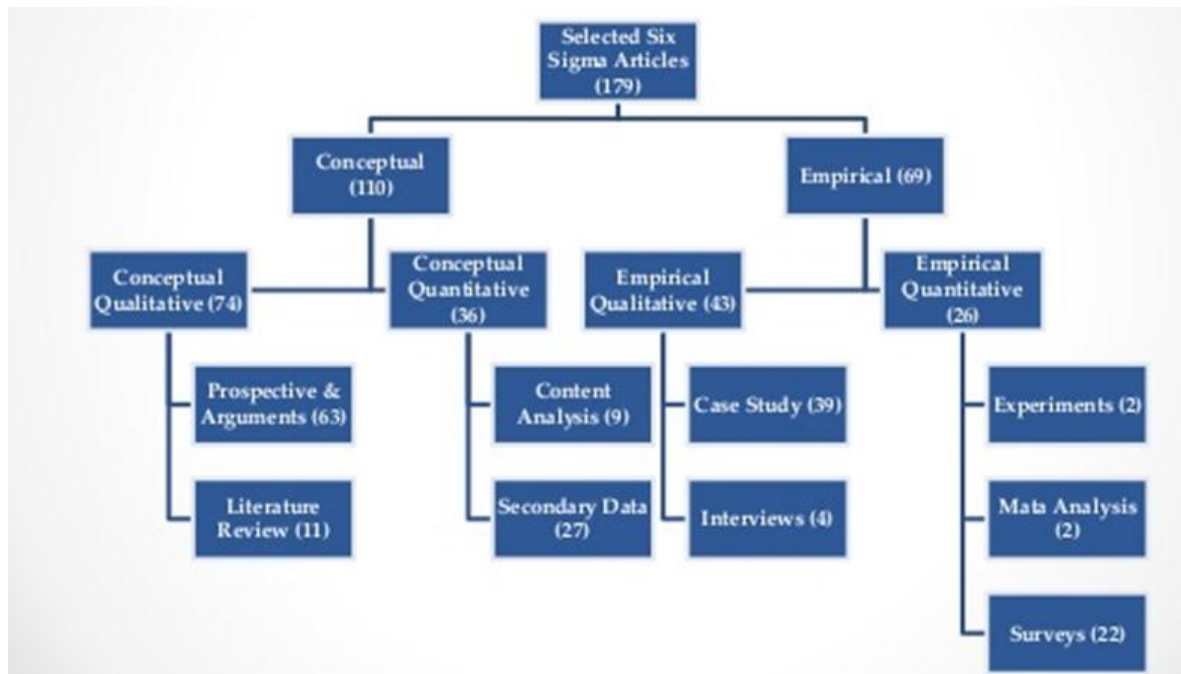 Selected Six
Sigma Articles
(179)
Conceptual
(110)
Empirical (69)
Conceptual
Qualitative (74)
Conceptual
Quantitative
(36)
Empirical
Qualitative (43)
Empirical
Quantitative
(26)
Prospective &
Arguments (63)
Content
Analysis (9)
Case Study (39)
Experiments (2)
Literature
Review (11)
Secondary Data
(27)
Interviews (4)
Mata Analysis
(2)
Surveys (22)